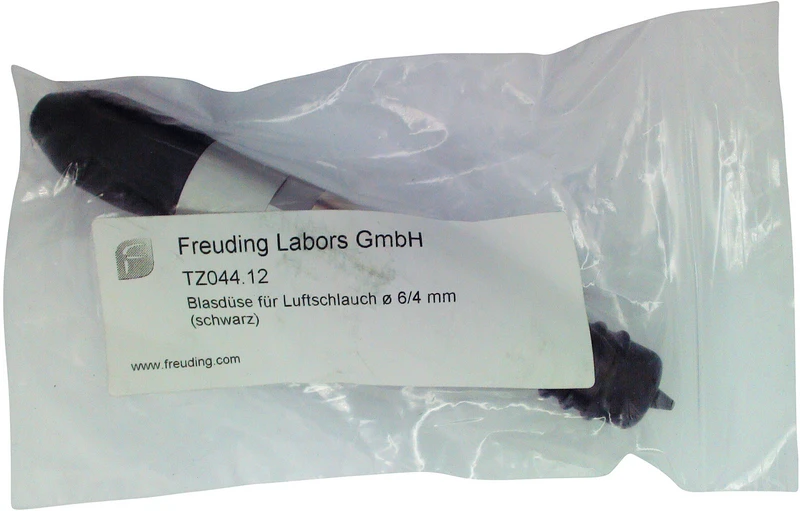 Freuding Labors GmbH
TZ044.12
Blasdüse für Luftschlauch ø 6/4 mm
(schwarz)
www.freuding.com